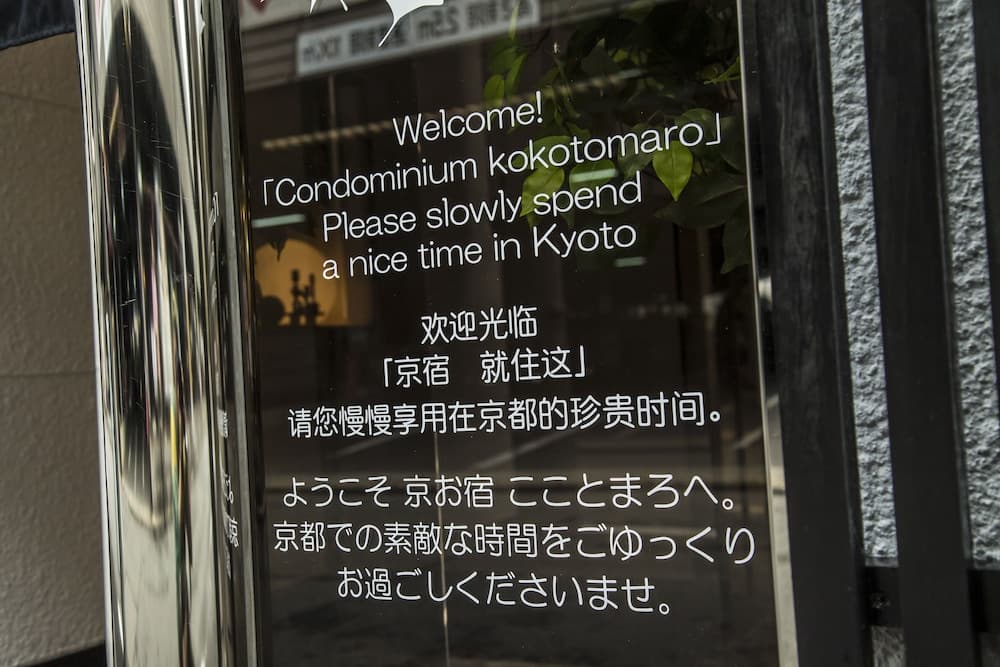 Welcome!
「Condominium kokotomaro」
Please slowly spend
a nice time in Kyoto
欢迎光临
「京宿　就住这」
请您慢慢享用在京都的珍贵时间。
ようこそ 京お宿 こことまろへ。
京都での素敵な時間をごゆっくり
お過ごしくださいませ。